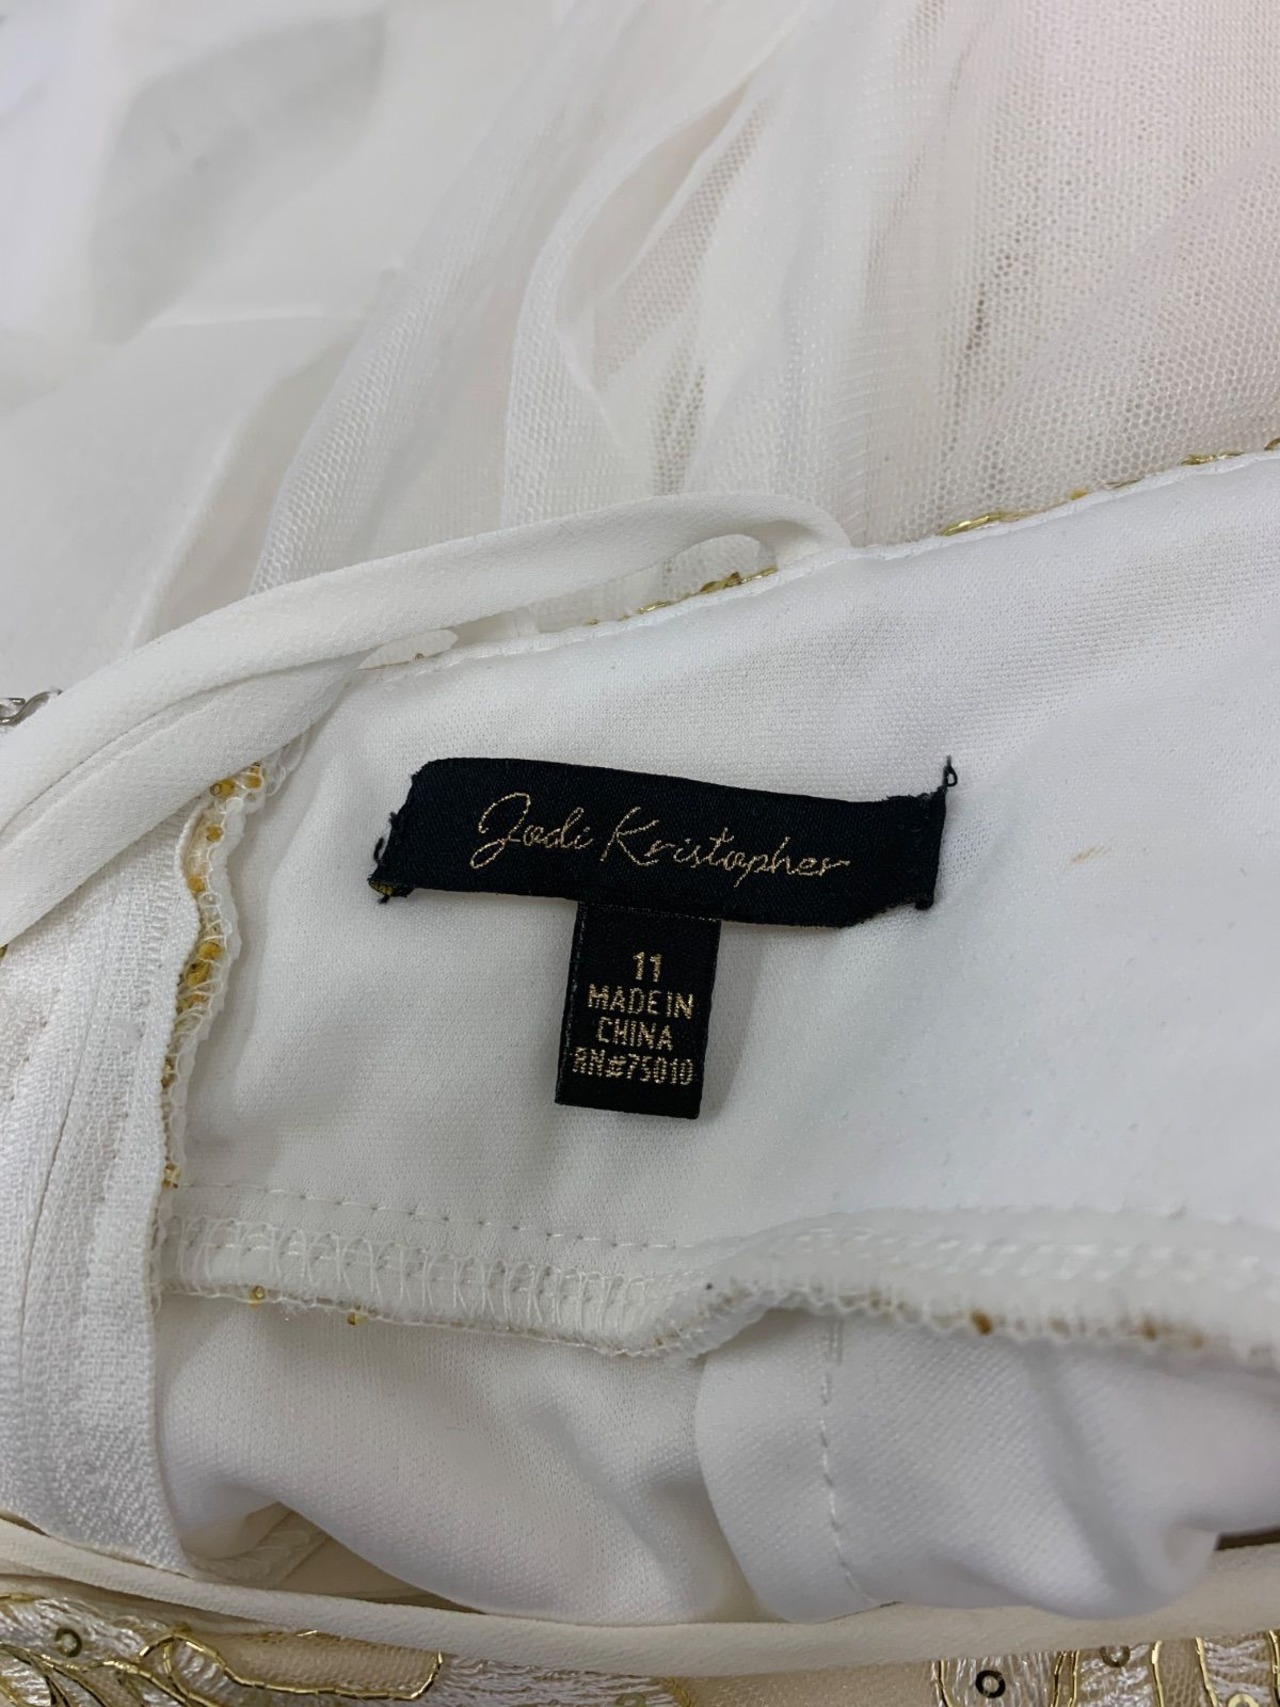 Jodi Kristopher
11
MADE IN
CHINA
RN#75010